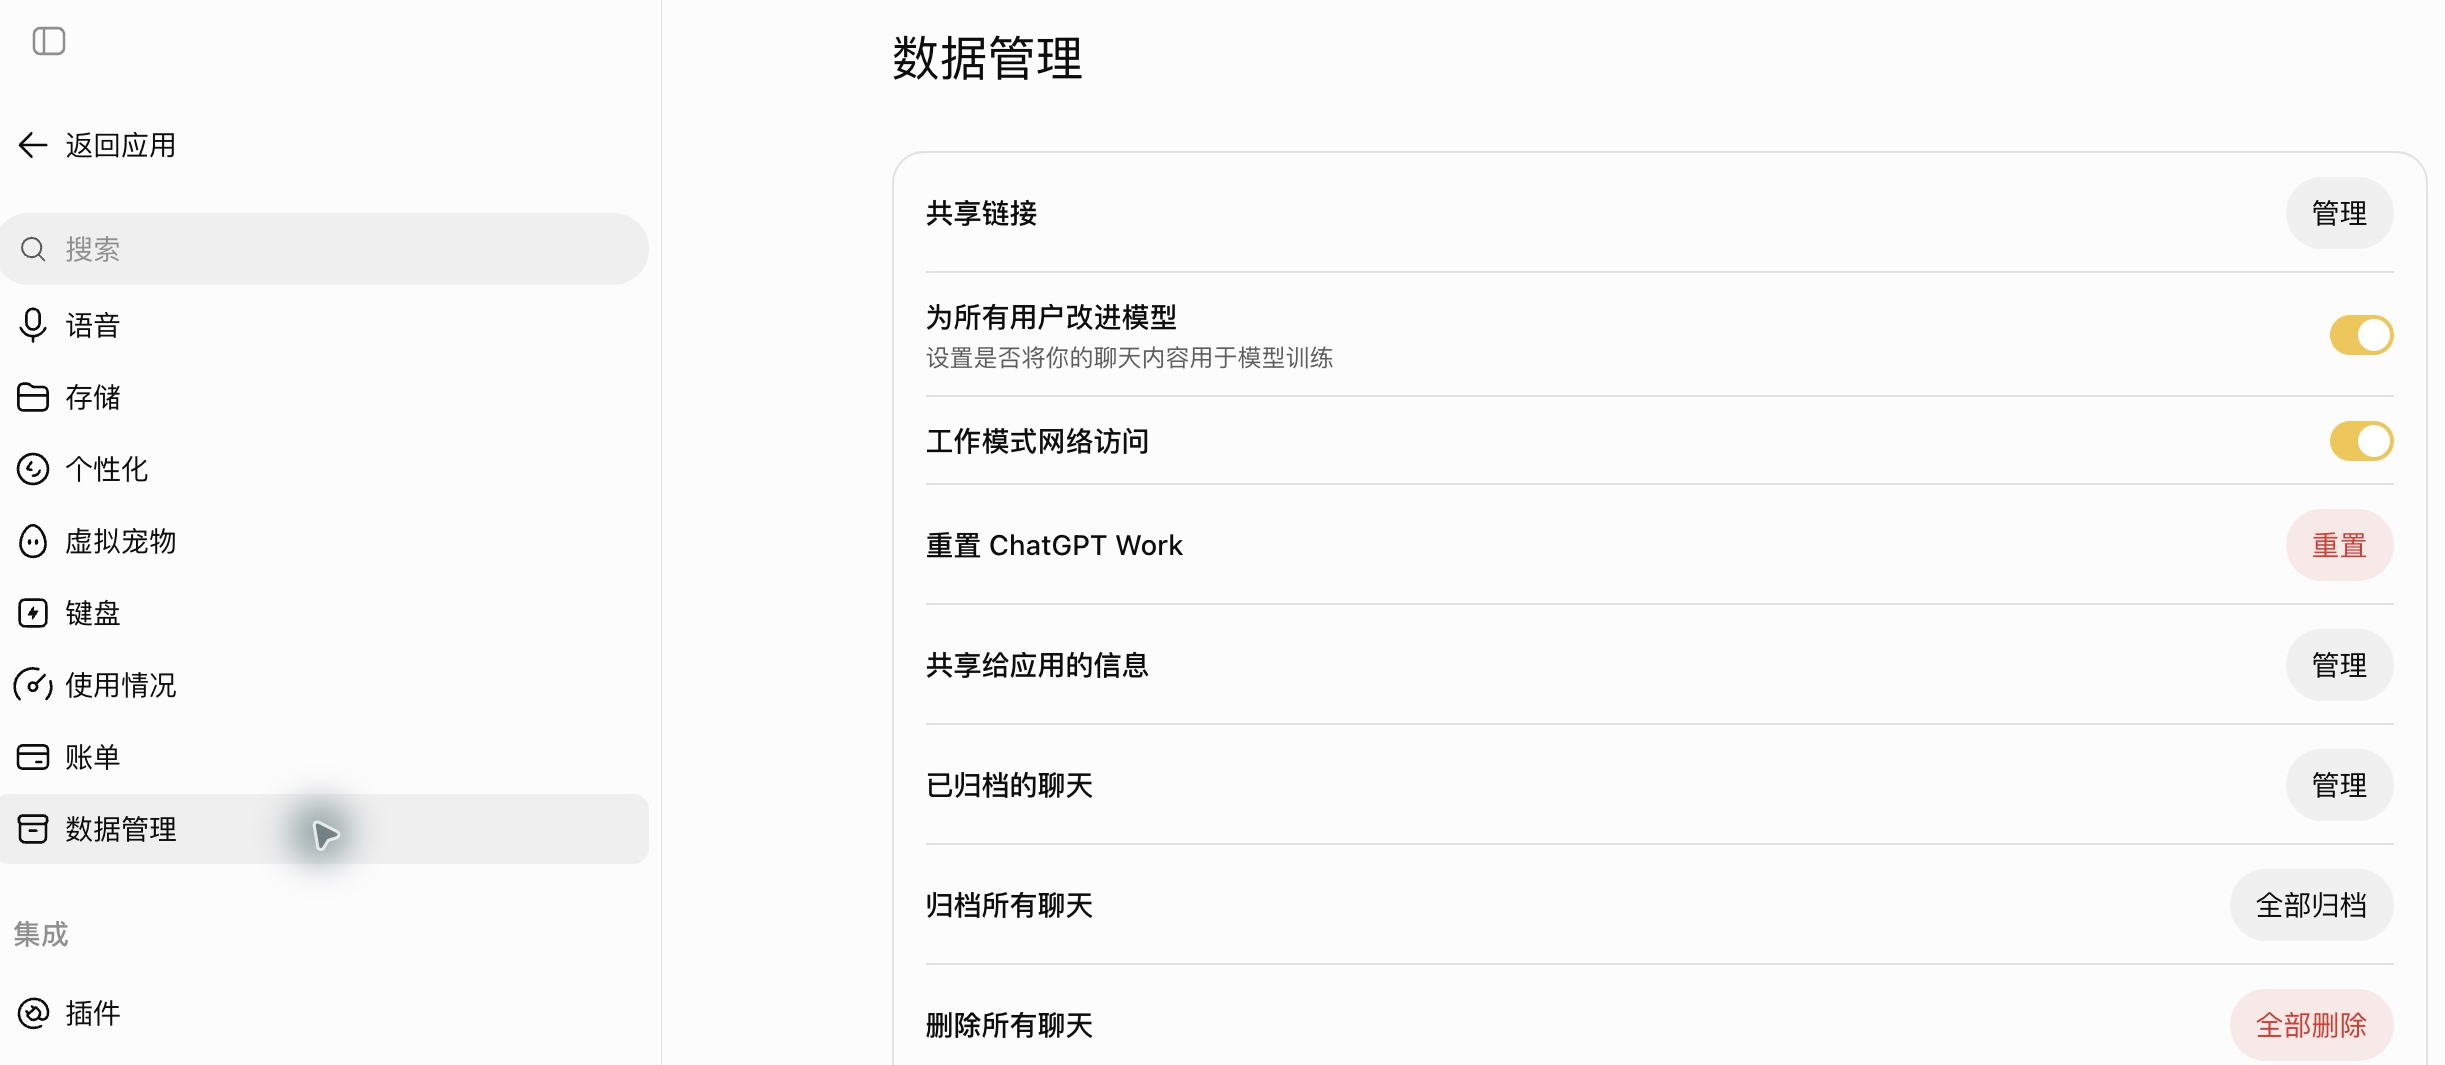 返回应用
搜索
语音
存储
个性化
虚拟宠物
键盘
使用情况
账单
数据管理
集成
插件
数据管理
共享链接
管理
为所有用户改进模型
设置是否将你的聊天内容用于模型训练
工作模式网络访问
重置 ChatGPT Work
重置
共享给应用的信息
管理
已归档的聊天
管理
归档所有聊天
全部归档
删除所有聊天
全部删除